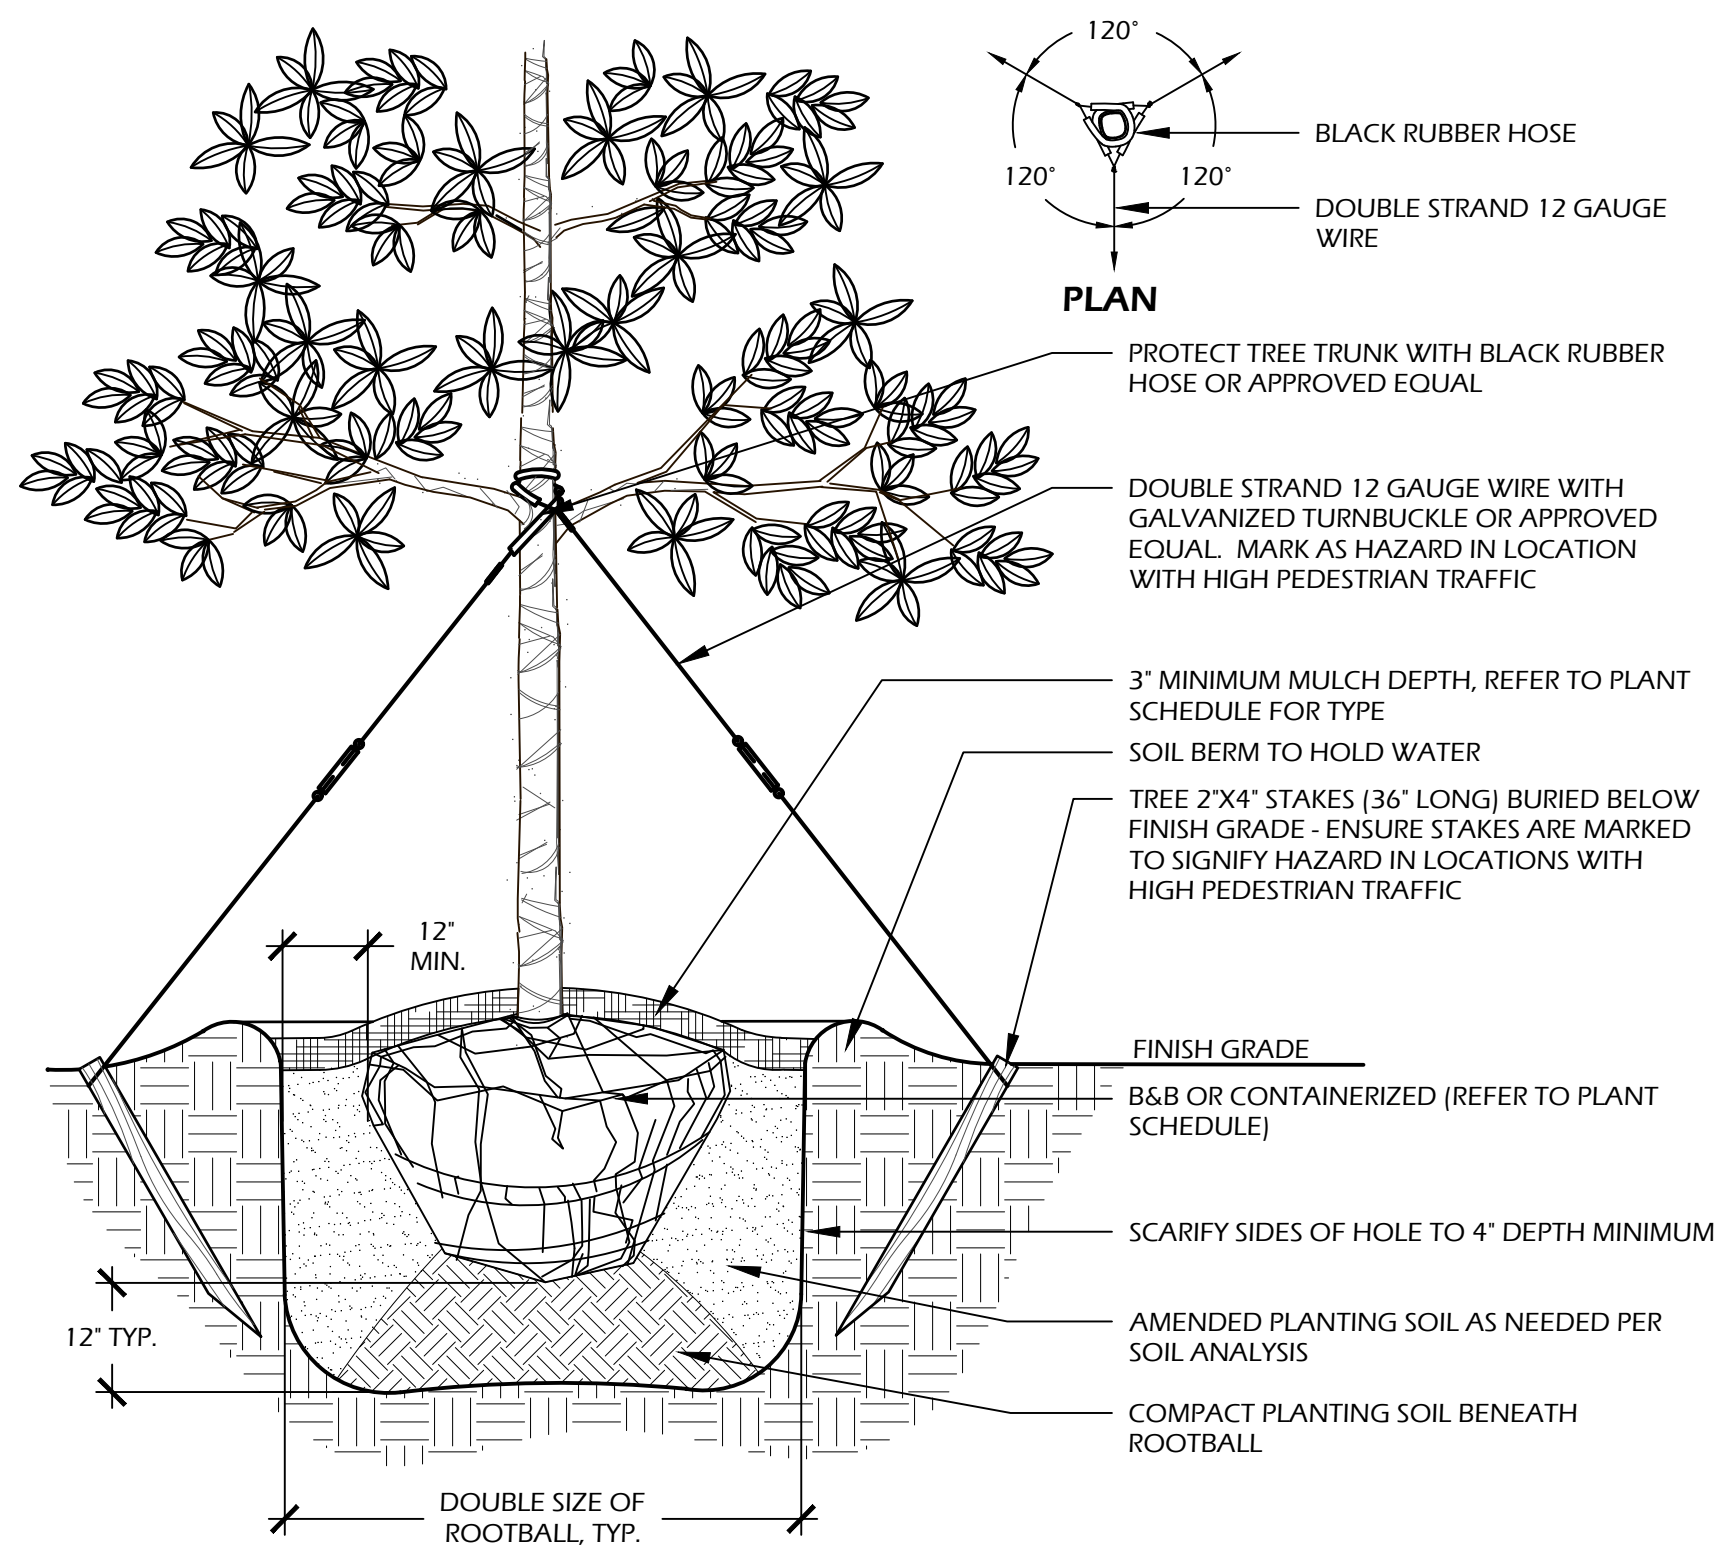 120°
BLACK RUBBER HOSE
120°
120°
DOUBLE STRAND 12 GAUGE
WIRE
PLAN
PROTECT TREE TRUNK WITH BLACK RUBBER
HOSE OR APPROVED EQUAL
DOUBLE STRAND 12 GAUGE WIRE WITH
GALVANIZED TURNBUCKLE OR APPROVED
EQUAL. MARK AS HAZARD IN LOCATION
WITH HIGH PEDESTRIAN TRAFFIC
3" MINIMUM MULCH DEPTH, REFER TO PLANT
SCHEDULE FOR TYPE
SOIL BERM TO HOLD WATER
TREE 2"X4" STAKES (36" LONG) BURIED BELOW
FINISH GRADE - ENSURE STAKES ARE MARKED
TO SIGNIFY HAZARD IN LOCATIONS WITH
HIGH PEDESTRIAN TRAFFIC
12"
MIN.
FINISH GRADE
B&B OR CONTAINERIZED (REFER TO PLANT
SCHEDULE)
SCARIFY SIDES OF HOLE TO 4" DEPTH MINIMUM
12" TYP.
AMENDED PLANTING SOIL AS NEEDED PER
SOIL ANALYSIS
COMPACT PLANTING SOIL BENEATH
ROOTBALL
DOUBLE SIZE OF
ROOTBALL, TYP.